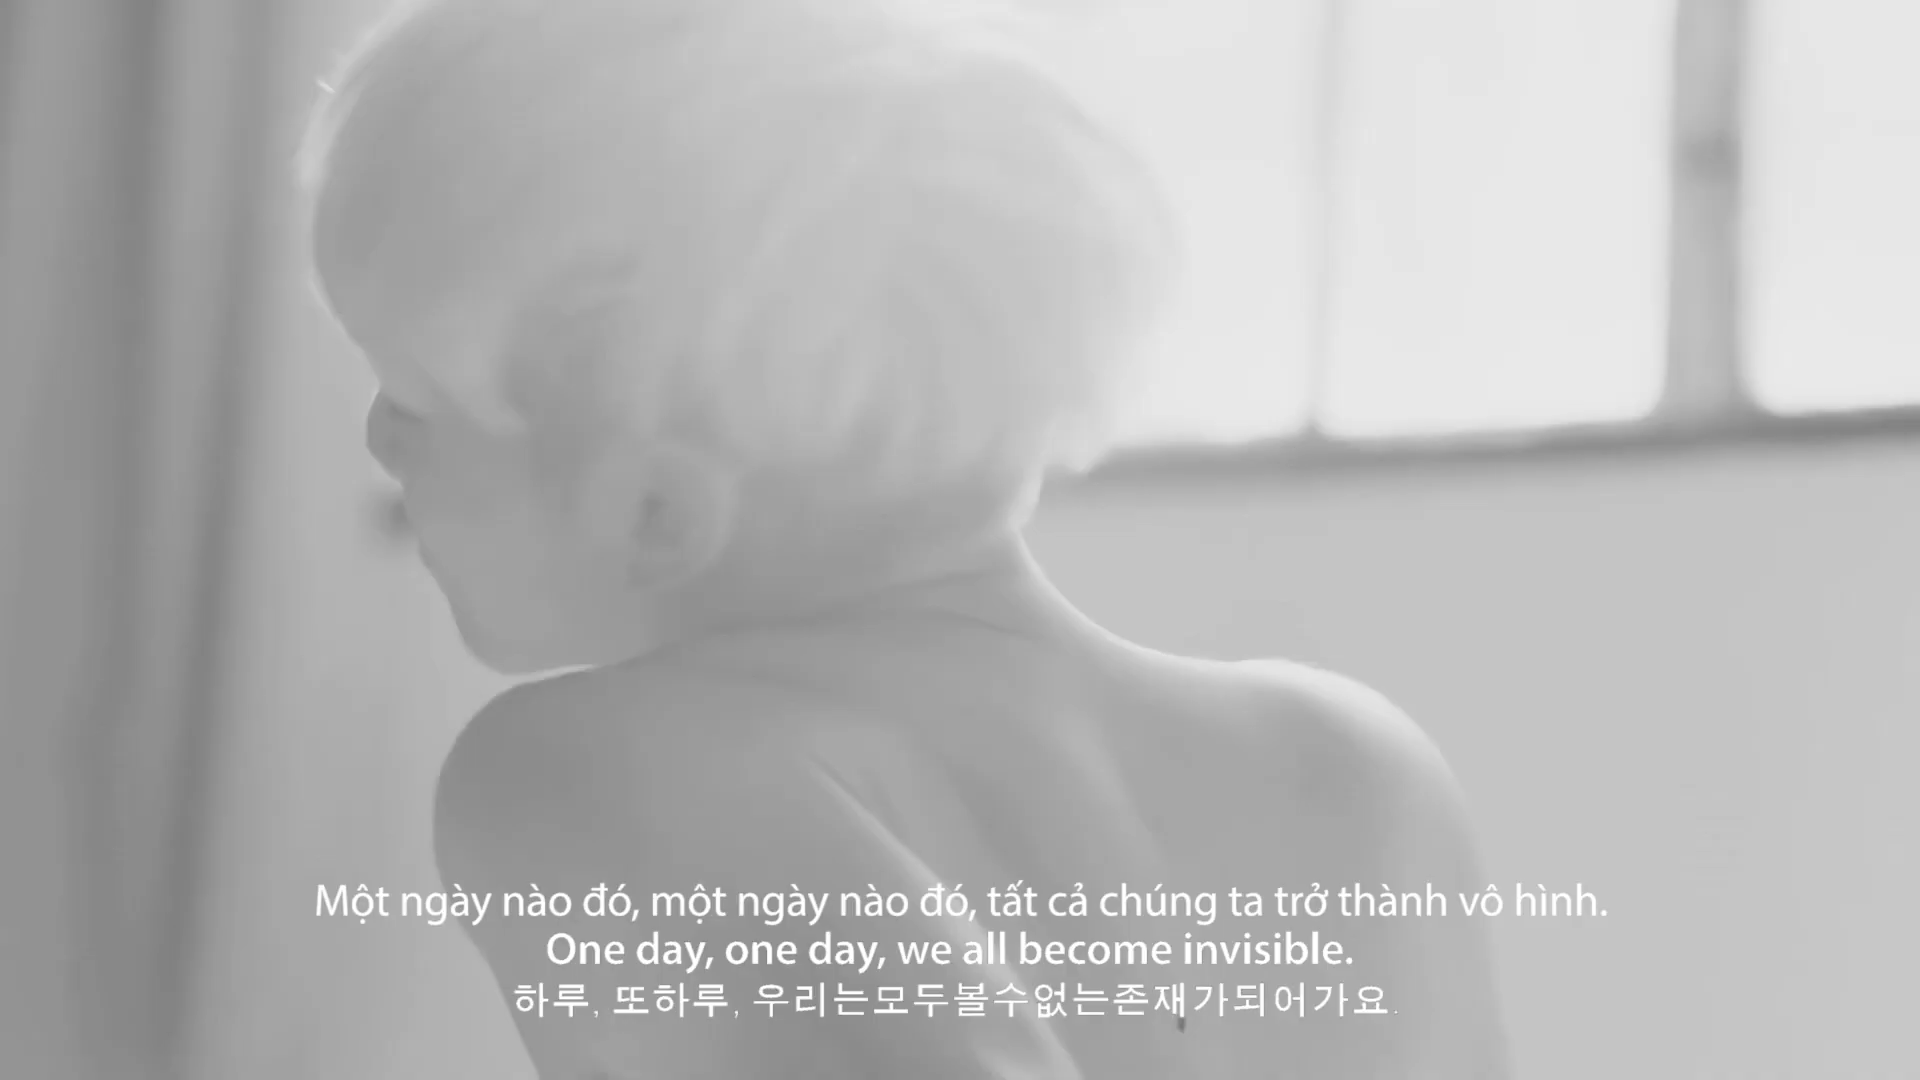 Một ngày nào đó, một ngày nào đó, tất cả chúng ta trở thành vô hình.
One day, one day, we all become invisible.
하루, 또하루, 우리는모두볼수없는존재가되어가요.